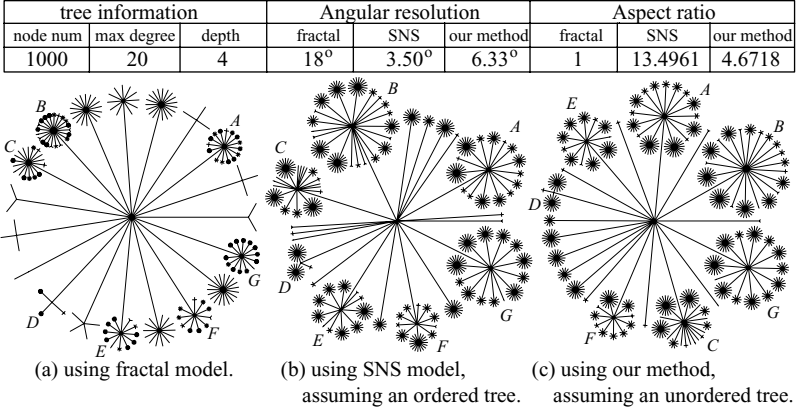 tree information Angular resolution Aspect ratio
node num max degree depth fractal SNS our method fractal SNS our method
1000 20 4 18° 3.50° 6.33° 1 13.4961 4.6718
B A C D E F G
B A C D E F G
A E B D G F C
(a) using fractal model. (b) using SNS model, (c) using our method,
assuming an ordered tree. assuming an unordered tree.